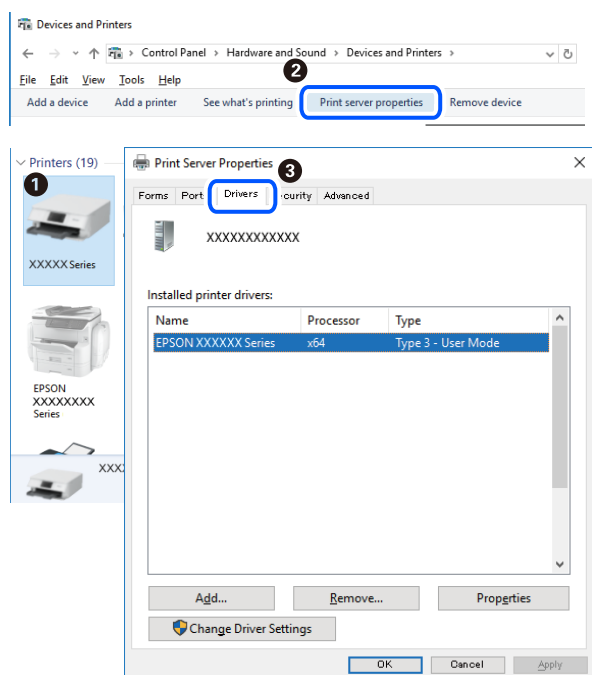 Devices and Printers
Control Panel > Hardware and Sound > Devices and Printers >
2
File Edit View Tools Help
Add a device Add a printer See what's printing Print server properties Remove device
Printers (19)
1
XXXXX Series
EPSON
XXXXXXXX
Series
XXX
Print Server Properties
3
Forms Port Drivers curity Advanced
XXXXXXXXXXXX
Installed printer drivers:
Name Processor Type
EPSON XXXXXX Series x64 Type 3 - User Mode
Add... Remove... Properties
Change Driver Settings
OK Cancel Apply